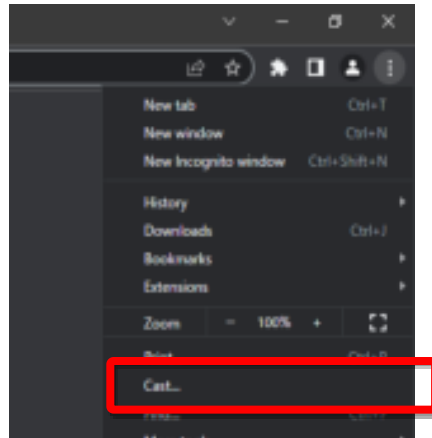 New tab Ctrl+T
New window Ctrl+N
New Incognito window Ctrl+Shift+N
History
Downloads Ctrl+J
Bookmarks
Extensions
Zoom - 100% +
Cast...